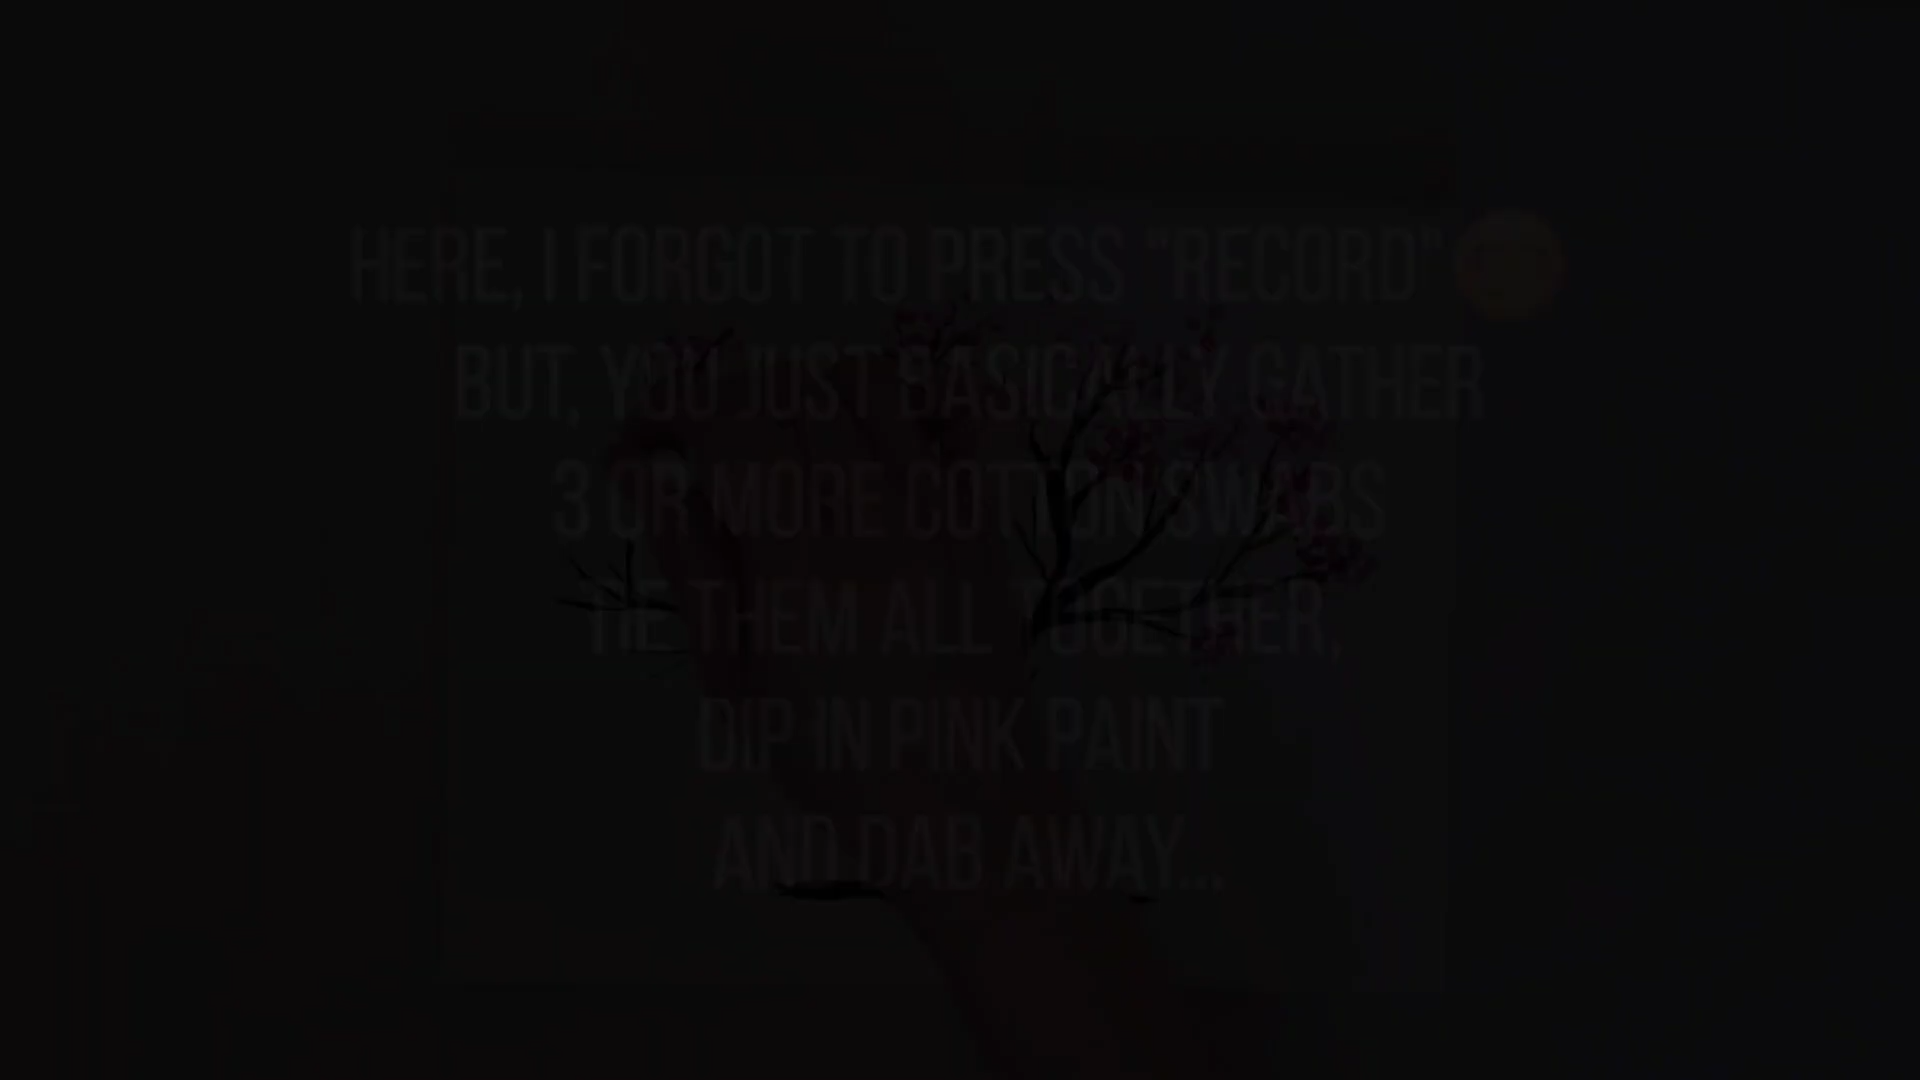 HERE, I FORGOT TO PRESS "RECORD"
BUT, YOU JUST BASICALLY GATHER
3 OR MORE COTTON SWABS
TIE THEM ALL TOGETHER,
DIP IN PINK PAINT
AND DAB AWAY...